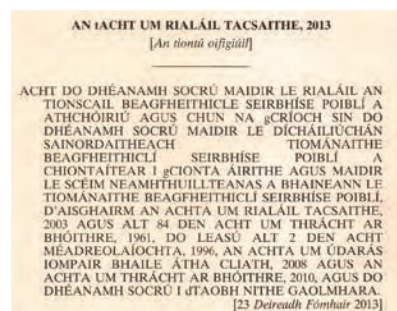 AN tACHT UM RIALÁIL TACSAITHE, 2013
[An tiontú oifigiúil]
ACHT DO DHÉANAMH SOCRÚ MAIDIR LE RIALÁIL AN
TIONSCAIL BEAGFHEITHICLE SEIRBHÍSE POIBLÍ A
ATHCHÓIRIÚ AGUS CHUN NA gCRÍOCH SIN DO
DHÉANAMH SOCRÚ MAIDIR LE DÍCHÁILIÚCHÁN
SAINORDAITHEACH TIOMÁNAITHE
BEAGFHEITHICLÍ SEIRBHÍSE POIBLÍ A
CHIONTAÍTEAR I gCIONTA ÁIRITHE AGUS MAIDIR
LE SCÉIM NEAMHTHUILLTEANAS A BHAINEANN LE
TIOMÁNAITHE BEAGFHEITHICLÍ SEIRBHÍSE POIBLÍ,
D'AISGHAIRM AN ACHTA UM RIALÁIL TACSAITHE,
2003 AGUS ALT 84 DEN ACHT UM THRÁCHT AR
BHÓITHRE, 1961, DO LEASÚ ALT 2 DEN ACHT
MÉADREOLAÍOCHTA, 1996, AN ACHTA UM ÚDARÁS
IOMPAIR BHAILE ÁTHA CLIATH, 2008 AGUS AN
ACHTA UM THRÁCHT AR BHÓITHRE, 2010, AGUS DO
DHÉANAMH SOCRÚ I dTAOBH NITHE GAOLMHARA.
[23 Deireadh Fómhair 2013]